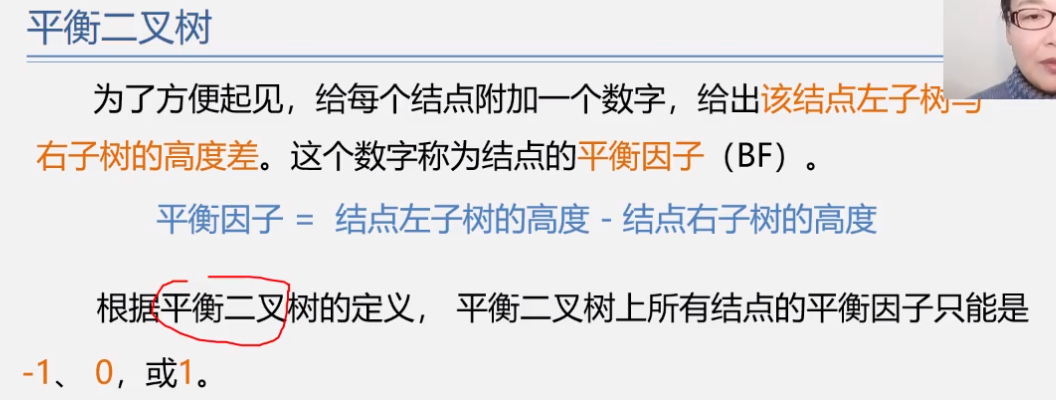 平衡二叉树
为了方便起见，给每个结点附加一个数字，给出该结点左子树与
右子树的高度差。这个数字称为结点的平衡因子（BF）。
平衡因子 = 结点左子树的高度 - 结点右子树的高度
根据平衡二叉树的定义， 平衡二叉树上所有结点的平衡因子只能是
-1、 0，或1。